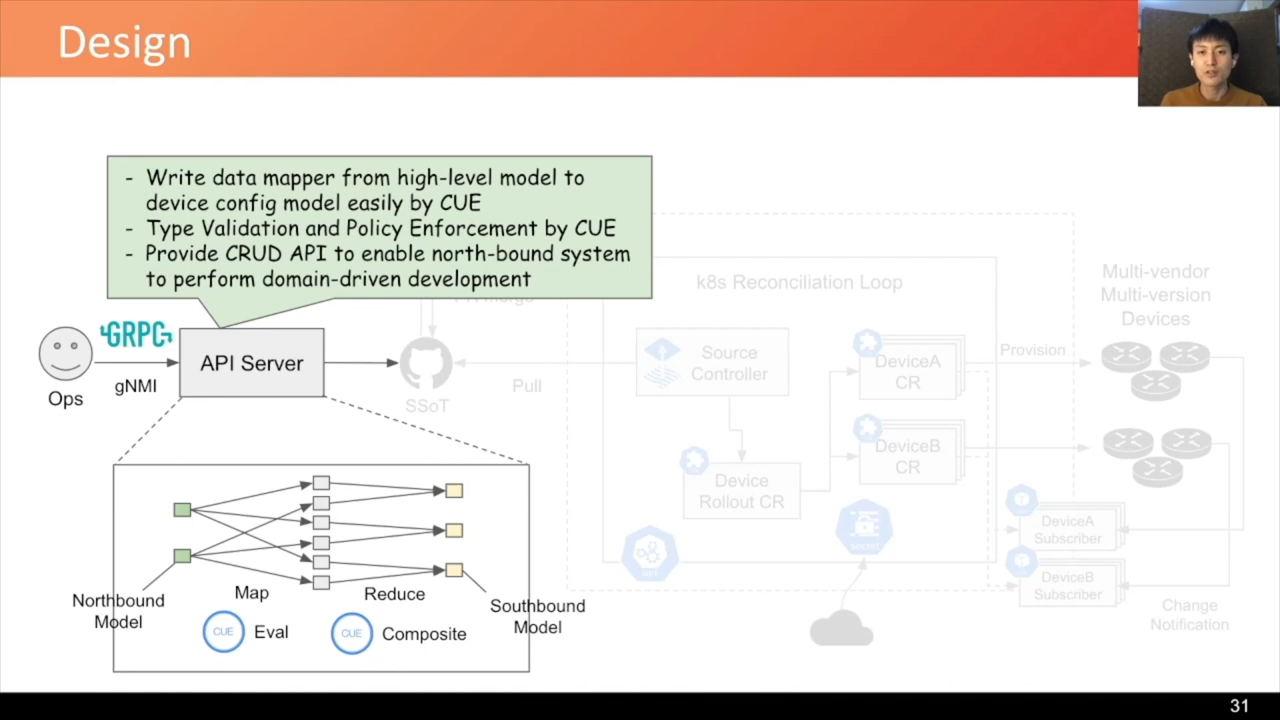 Design
- Write data mapper from high-level model to
device config model easily by CUE
- Type Validation and Policy Enforcement by CUE
- Provide CRUD API to enable north-bound system
to perform domain-driven development
k8s Reconciliation Loop
Multi-vendor
Multi-version
Devices
GRPC
gNMI
Ops
API Server
SSoT
Pull
Source
Controller
DeviceA
CR
Provision
DeviceB
CR
Device
Rollout CR
secret
DeviceA
Subscriber
DeviceB
Subscriber
Change
Notification
Northbound
Model
Map
Reduce
Southbound
Model
CUE
Eval
CUE
Composite
31